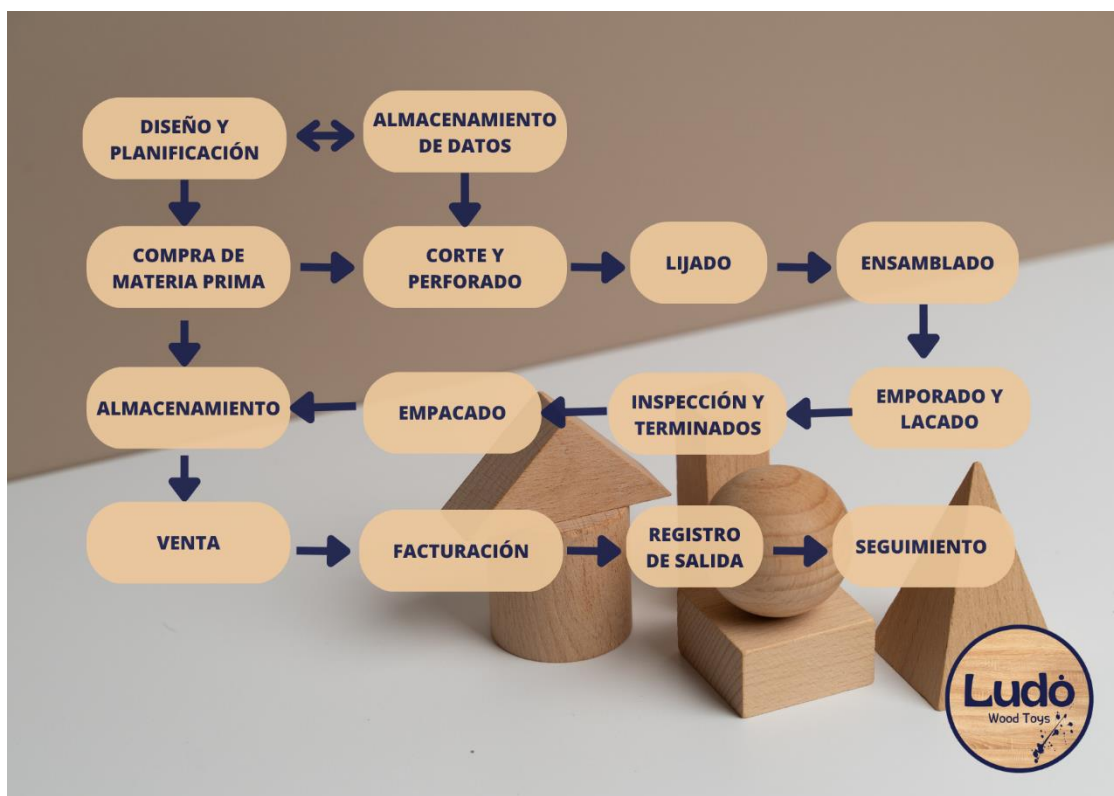 DISEÑO Y
PLANIFICACIÓN
ALMACENAMIENTO
DE DATOS
COMPRA DE
MATERIA PRIMA
CORTE Y
PERFORADO
LIJADO
ENSAMBLADO
ALMACENAMIENTO
EMPACADO
INSPECCIÓN Y
TERMINADOS
EMPORADO Y
LACADO
VENTA
FACTURACIÓN
REGISTRO
DE SALIDA
SEGUIMIENTO
Ludȯ
Wood Toys